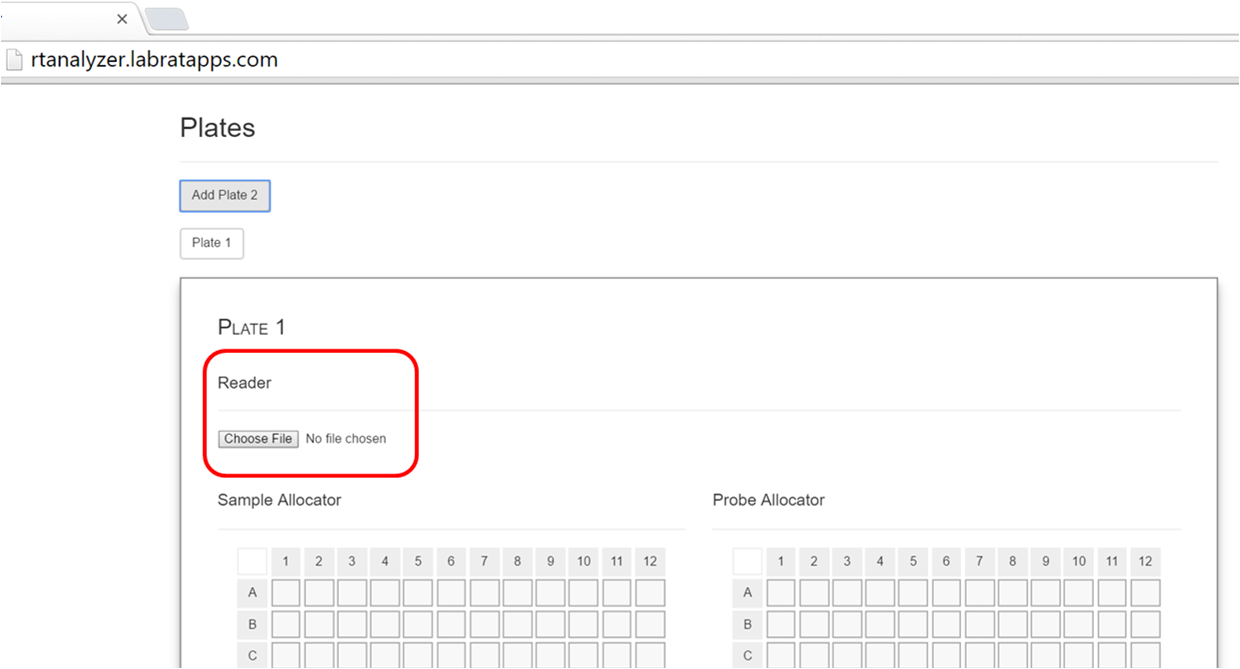 rtanalyzer.labratapps.com
Plates
Add Plate 2
Plate 1
PLATE 1
Reader
Choose File No file chosen
Sample Allocator Probe Allocator
1 2 3 4 5 6 7 8 9 10 11 12 1 2 3 4 5 6 7 8 9 10 11 12
A A
B B
C C